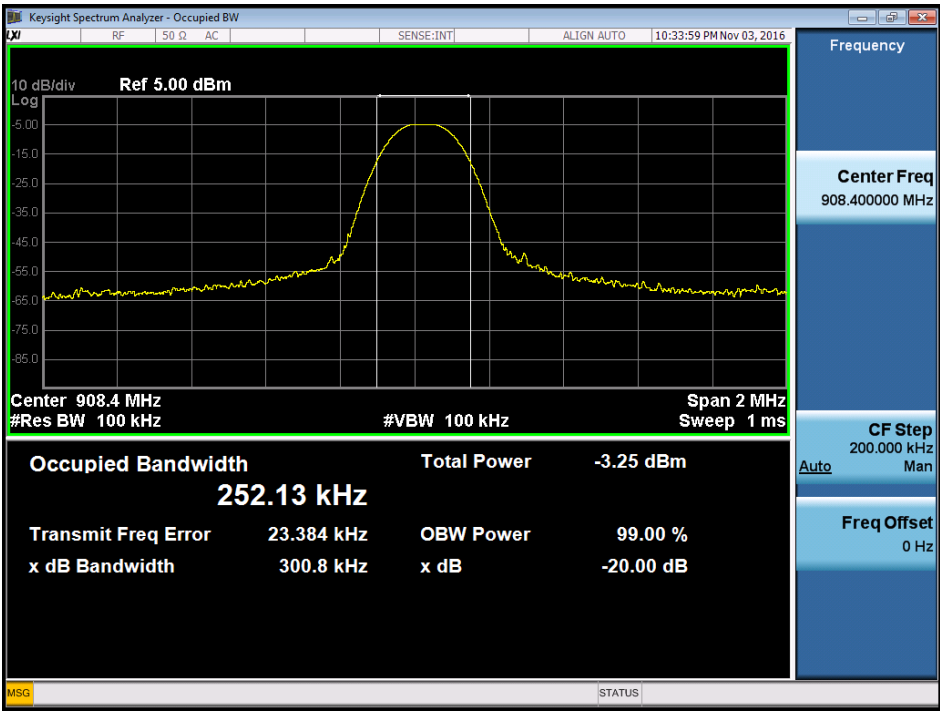 Keysight Spectrum Analyzer - Occupied BW
LXI RF 50 Ω AC SENSE:INT ALIGN AUTO 10:33:59 PM Nov 03, 2016
Frequency
10 dB/div Ref 5.00 dBm
Log
-5.00
-15.0
-25.0
-35.0
-45.0
-55.0
-65.0
-75.0
-85.0
Center 908.4 MHz Span 2 MHz
#Res BW 100 kHz #VBW 100 kHz Sweep 1 ms
Center Freq
908.400000 MHz
CF Step
200.000 kHz
Auto Man
Freq Offset
0 Hz
Occupied Bandwidth Total Power -3.25 dBm
252.13 kHz
Transmit Freq Error 23.384 kHz OBW Power 99.00 %
x dB Bandwidth 300.8 kHz x dB -20.00 dB
MSG STATUS